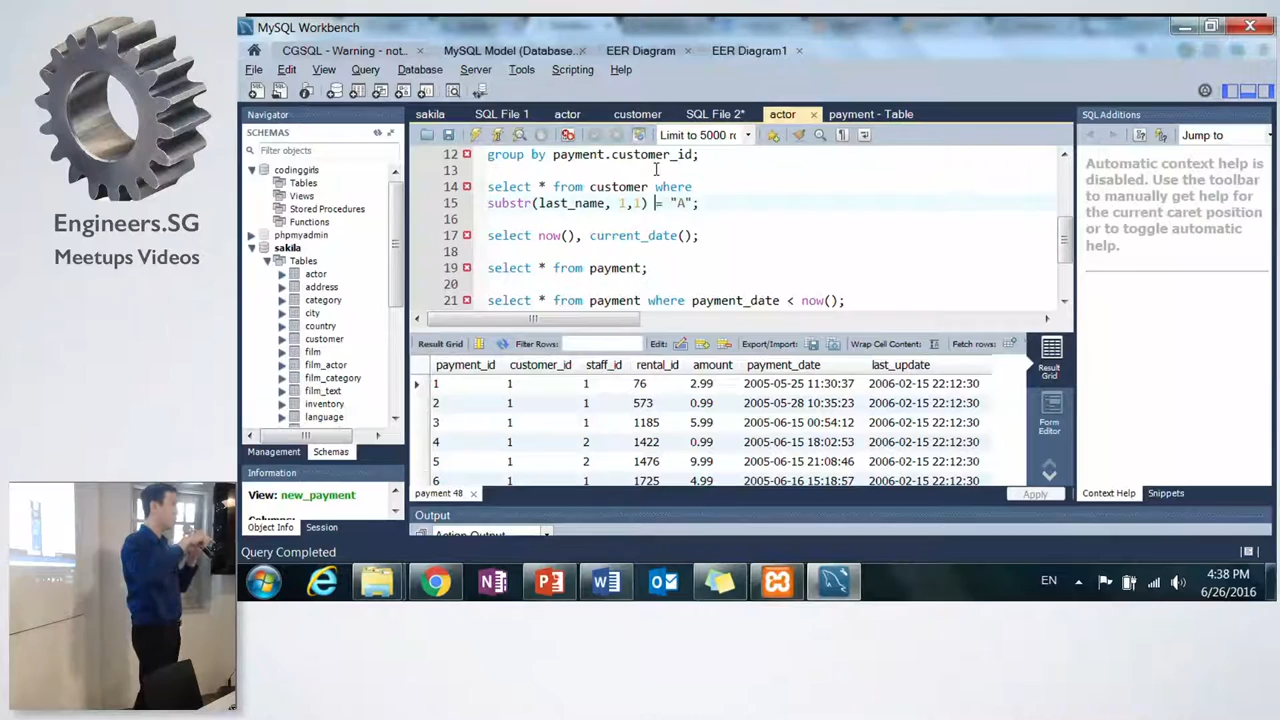 Engineers.SG
Meetups Videos
MySQL Workbench
CGSQL - Warning - not...
MySQL Model (Database...
EER Diagram
EER Diagram1
File Edit View Query Database Server Tools Scripting Help
Navigator
SCHEMAS
Filter objects
codinggirls
Tables
Views
Stored Procedures
Functions
phpmyadmin
sakila
Tables
actor
address
category
city
country
customer
film
film_actor
film_category
film_text
inventory
language
Management Schemas
Information
View: new_payment
Object Info Session
Query Completed
sakila SQL File 1 actor customer SQL File 2* actor payment - Table
Limit to 5000 ro
12 group by payment.customer_id;
13
14 select * from customer where
15 substr(last_name, 1,1) = "A";
16
17 select now(), current_date();
18
19 select * from payment;
20
21 select * from payment where payment_date < now();
Result Grid Filter Rows: Edit: Export/Import: Wrap Cell Content: Fetch rows:
payment_id customer_id staff_id rental_id amount payment_date last_update
1 1 1 76 2.99 2005-05-25 11:30:37 2006-02-15 22:12:30
2 1 1 573 0.99 2005-05-28 10:35:23 2006-02-15 22:12:30
3 1 1 1185 5.99 2005-06-15 00:54:12 2006-02-15 22:12:30
4 1 2 1422 0.99 2005-06-15 18:02:53 2006-02-15 22:12:30
5 1 2 1476 9.99 2005-06-15 21:08:46 2006-02-15 22:12:30
6 1 1 1725 4.99 2005-06-16 15:18:57 2006-02-15 22:12:30
Result
Grid
Form
Editor
payment 48
Apply
Output
Action Output
SQL Additions
Jump to
Automatic context help is
disabled. Use the toolbar
to manually get help for
the current caret position
or to toggle automatic
help.
Context Help Snippets
EN
4:38 PM
6/26/2016